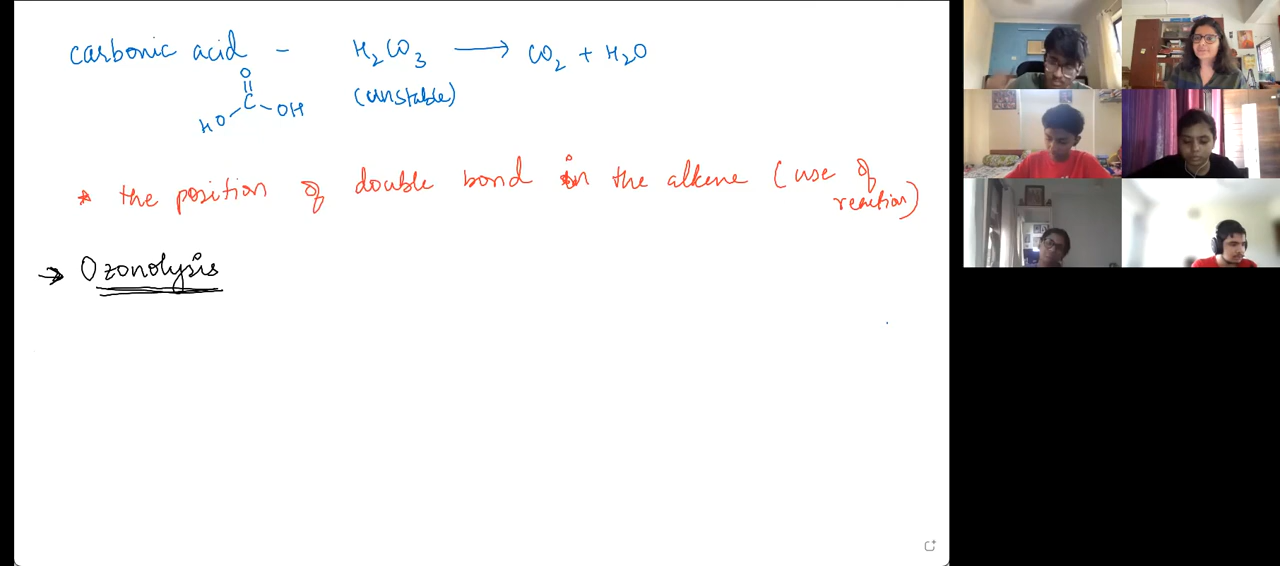 carbonic acid - H₂CO₃ ⟶ CO₂ + H₂O
(unstable)
O
C
HO OH
* the position of double bond in the alkene (use of
reaction)
→ Ozonolysis